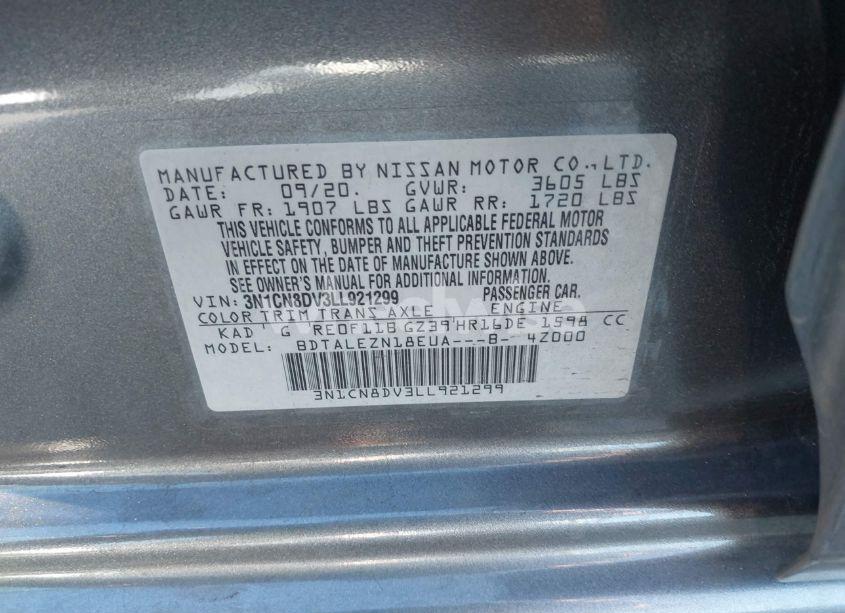 MANUFACTURED BY NISSAN MOTOR CO., LTD.
DATE: 09/20. GVWR: 3605 LBS
GAWR FR: 1907 LBS GAWR RR: 1720 LBS
THIS VEHICLE CONFORMS TO ALL APPLICABLE FEDERAL MOTOR
VEHICLE SAFETY, BUMPER AND THEFT PREVENTION STANDARDS
IN EFFECT ON THE DATE OF MANUFACTURE SHOWN ABOVE.
SEE OWNER'S MANUAL FOR ADDITIONAL INFORMATION.
VIN: 3N1CN8DV3LL921299 PASSENGER CAR.
COLOR TRIM TRANS AXLE ENGINE
KAD G RE0F11B GZ39 HR16DE 1598 CC
MODEL: BDTALEZN18EUA---B- 4Z000
3N1CN8DV3LL921299